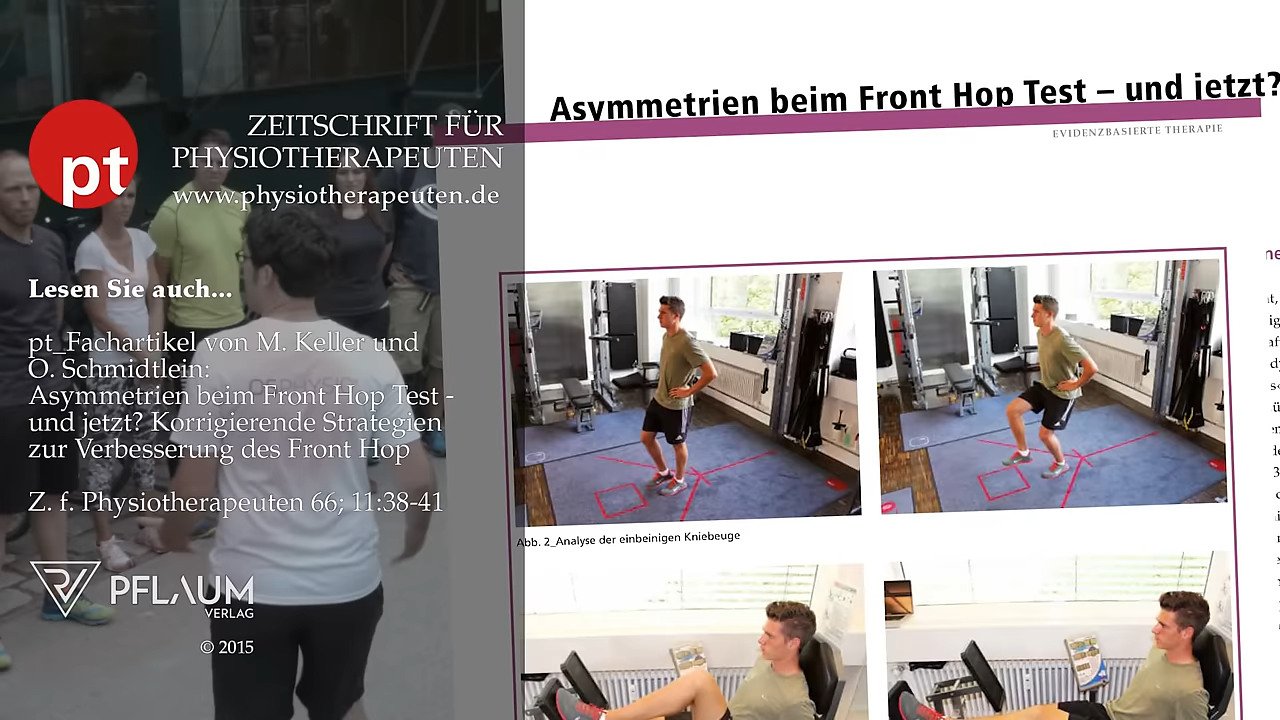 pt
ZEITSCHRIFT FÜR
PHYSIOTHERAPEUTEN
www.physiotherapeuten.de
Lesen Sie auch...
pt_Fachartikel von M. Keller und
O. Schmidtlein:
Asymmetrien beim Front Hop Test -
und jetzt? Korrigierende Strategien
zur Verbesserung des Front Hop
Z. f. Physiotherapeuten 66; 11:38-41
PFLAUM
VERLAG
© 2015
Asymmetrien beim Front Hop Test – und jetzt?
EVIDENZBASIERTE THERAPIE
Abb. 2_Analyse der einbeinigen Kniebeuge